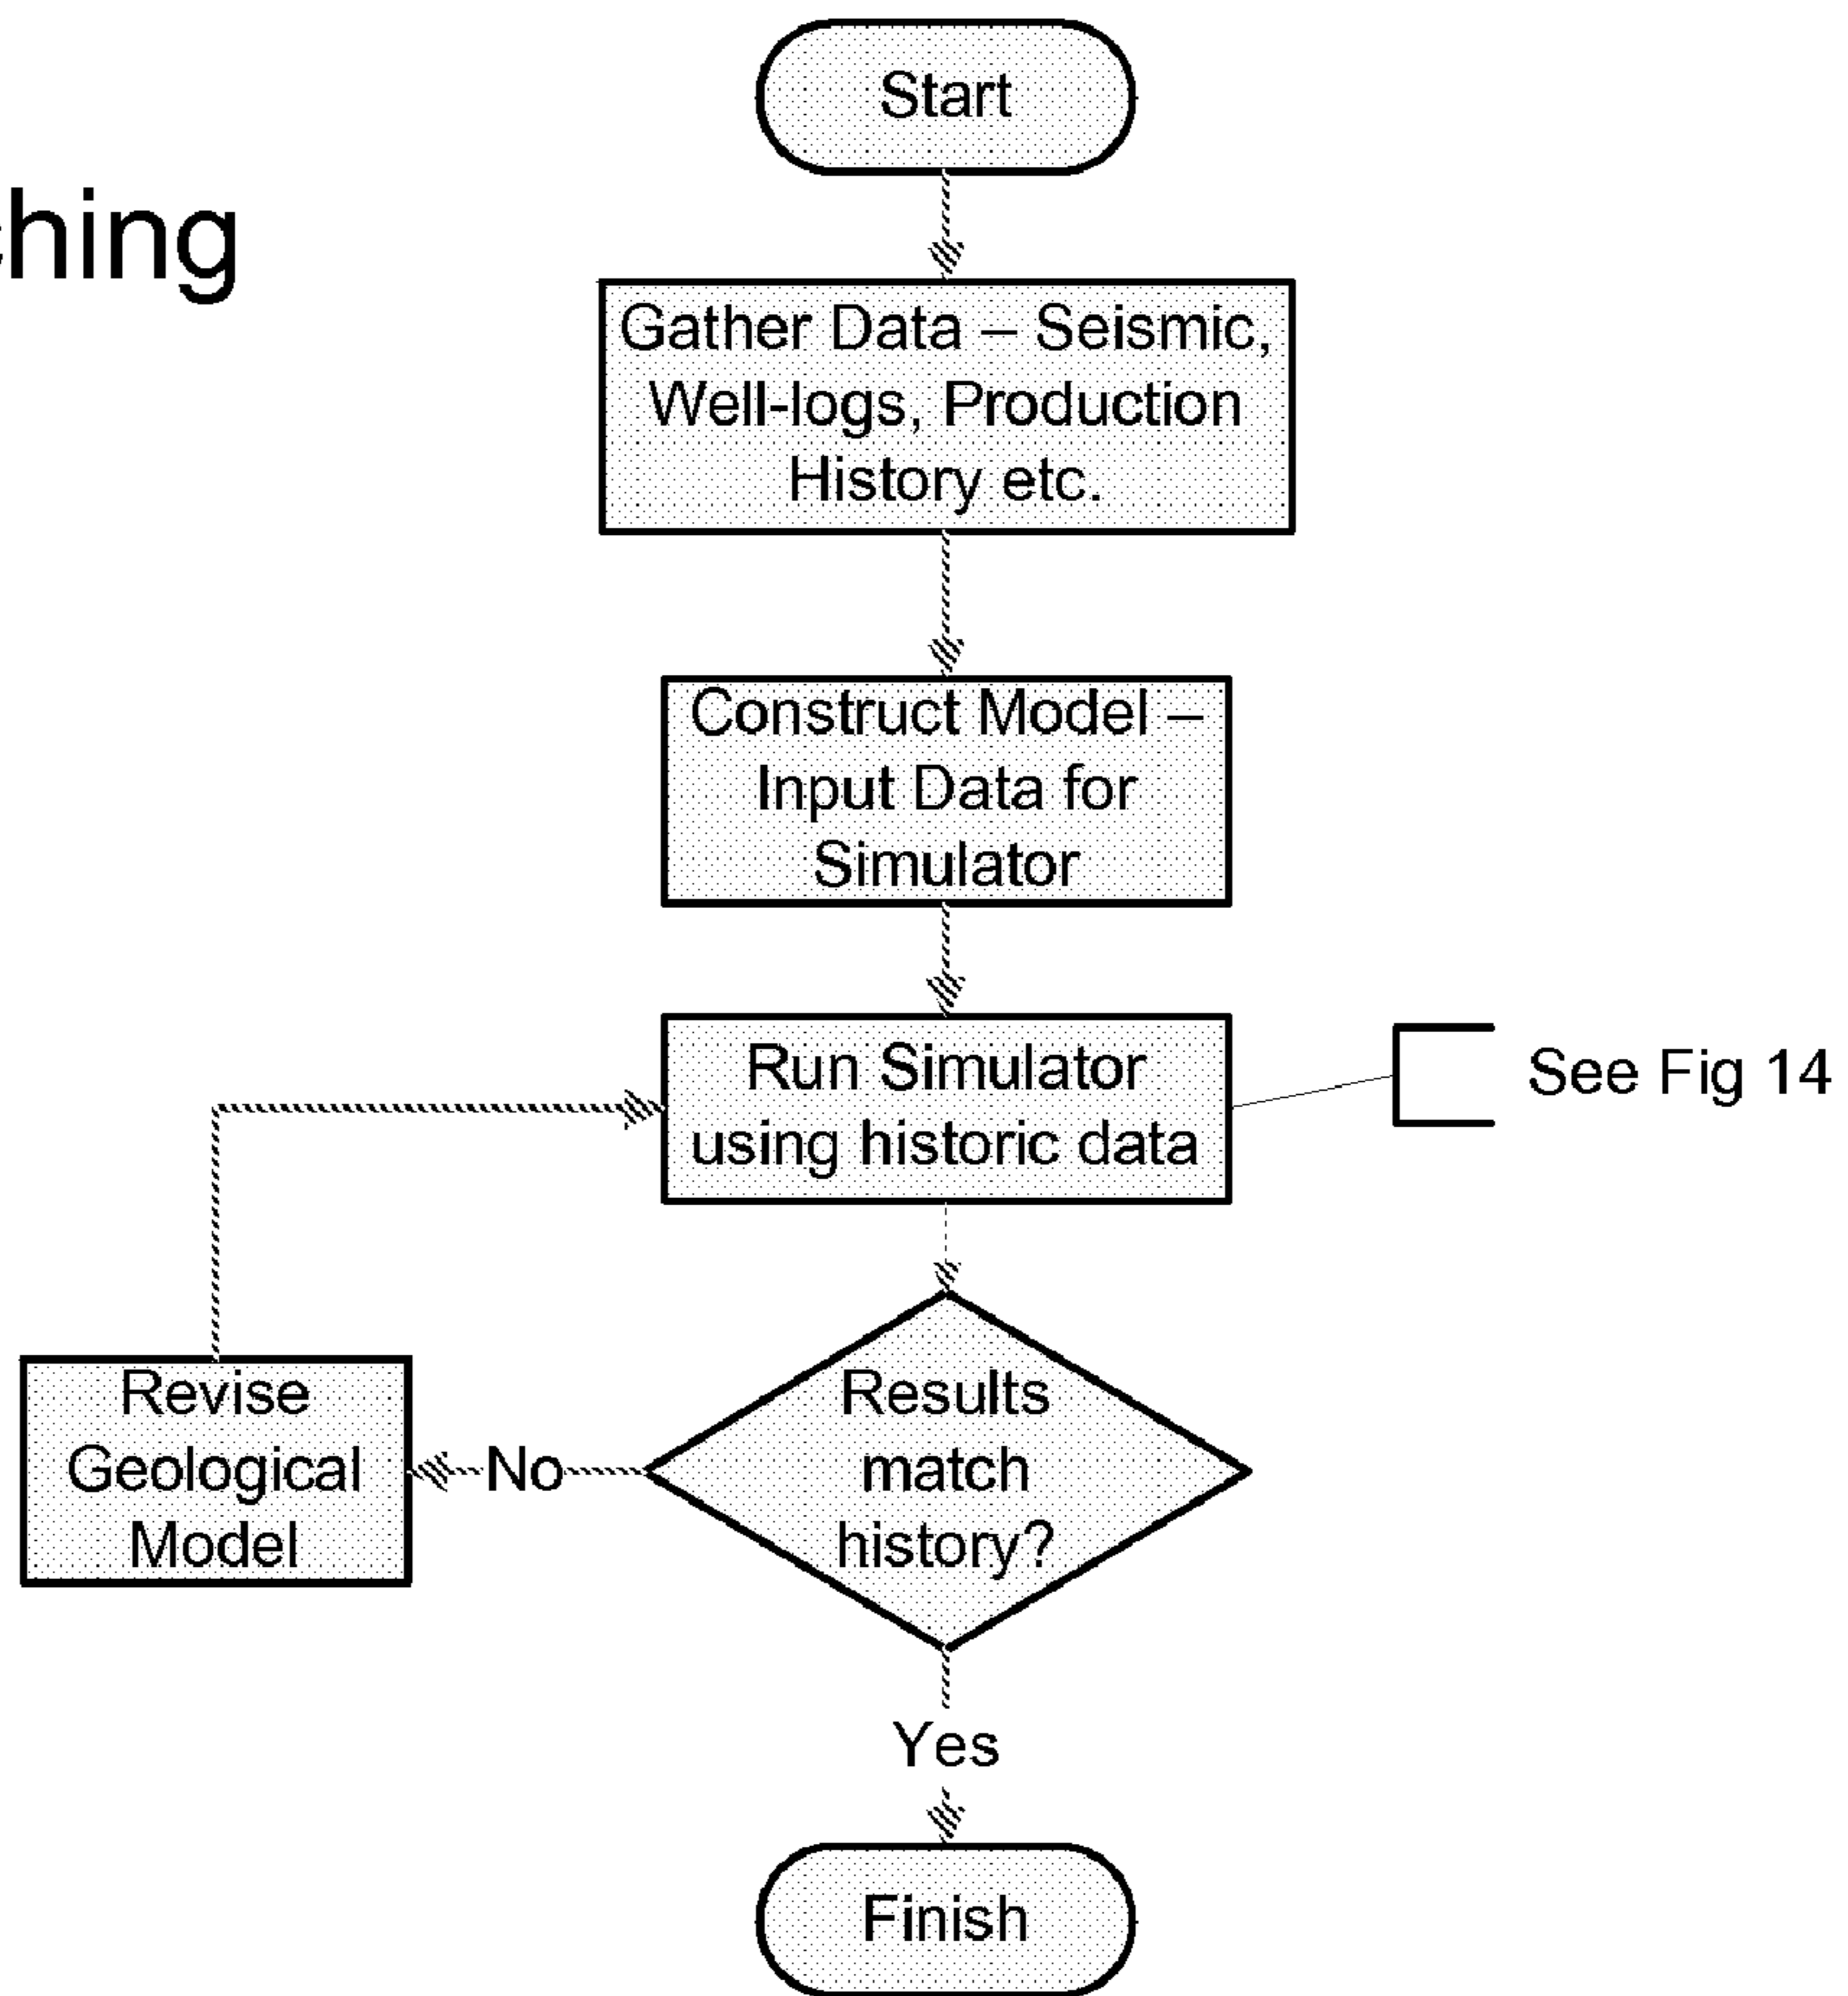 Start
ching
Gather Data – Seismic,
Well-logs, Production
History etc.
Construct Model –
Input Data for
Simulator
Run Simulator
using historic data
See Fig 14
Results
match
history?
No
Revise
Geological
Model
Yes
Finish